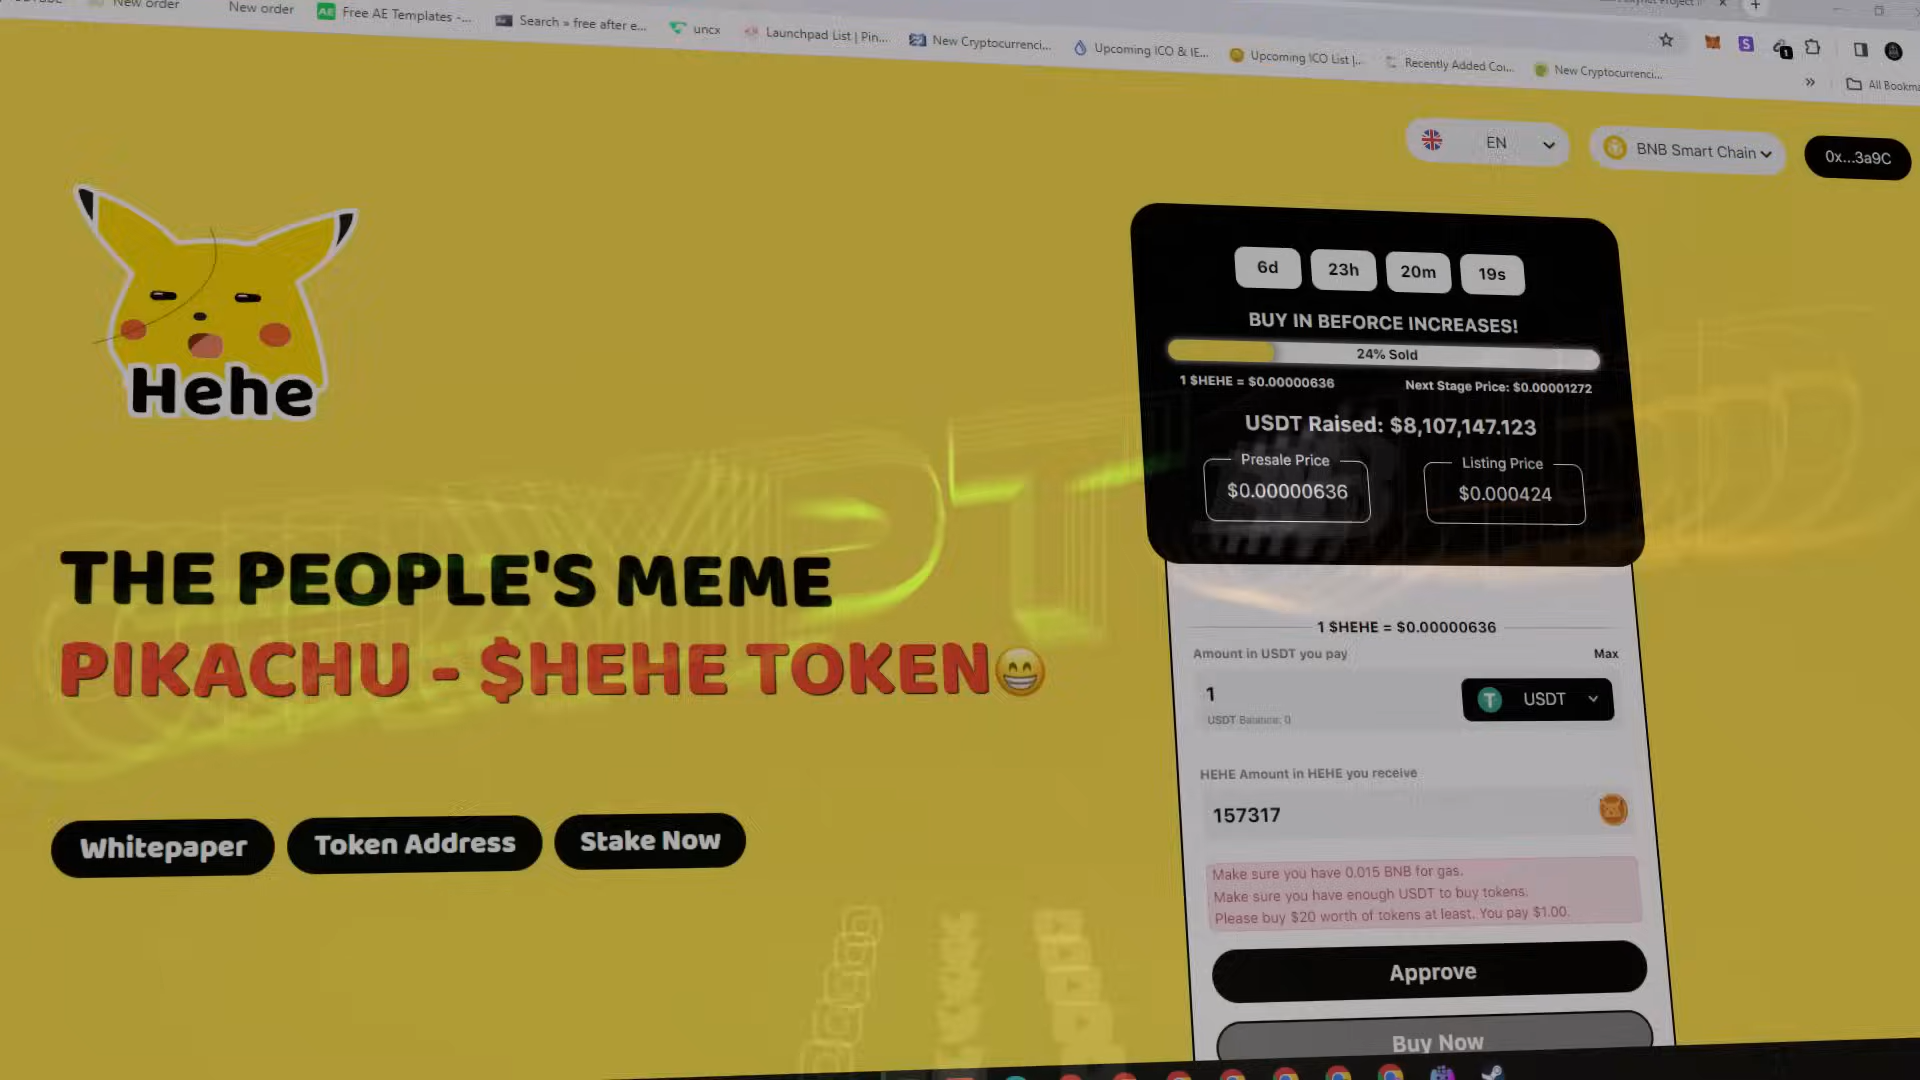 New order
New order
Free AE Templates -...
Search » free after e...
uncx
Launchpad List | Pin...
New Cryptocurrenci...
Upcoming ICO & IE...
Upcoming ICO List |...
Recently Added Coi...
New Cryptocurrenci...
»
All Bookma
EN
BNB Smart Chain
0x...3a9C
6d
23h
20m
19s
BUY IN BEFORCE INCREASES!
24% Sold
1 $HEHE = $0.00000636
Next Stage Price: $0.00001272
USDT Raised: $8,107,147.123
Presale Price
Listing Price
$0.00000636
$0.000424
Hehe
THE PEOPLE'S MEME
PIKACHU - $HEHE TOKEN
Whitepaper
Token Address
Stake Now
1 $HEHE = $0.00000636
Amount in USDT you pay
Max
1
USDT
USDT Balance: 0
HEHE Amount in HEHE you receive
157317
Make sure you have 0.015 BNB for gas.
Make sure you have enough USDT to buy tokens.
Please buy $20 worth of tokens at least. You pay $1.00.
Approve
Buy Now